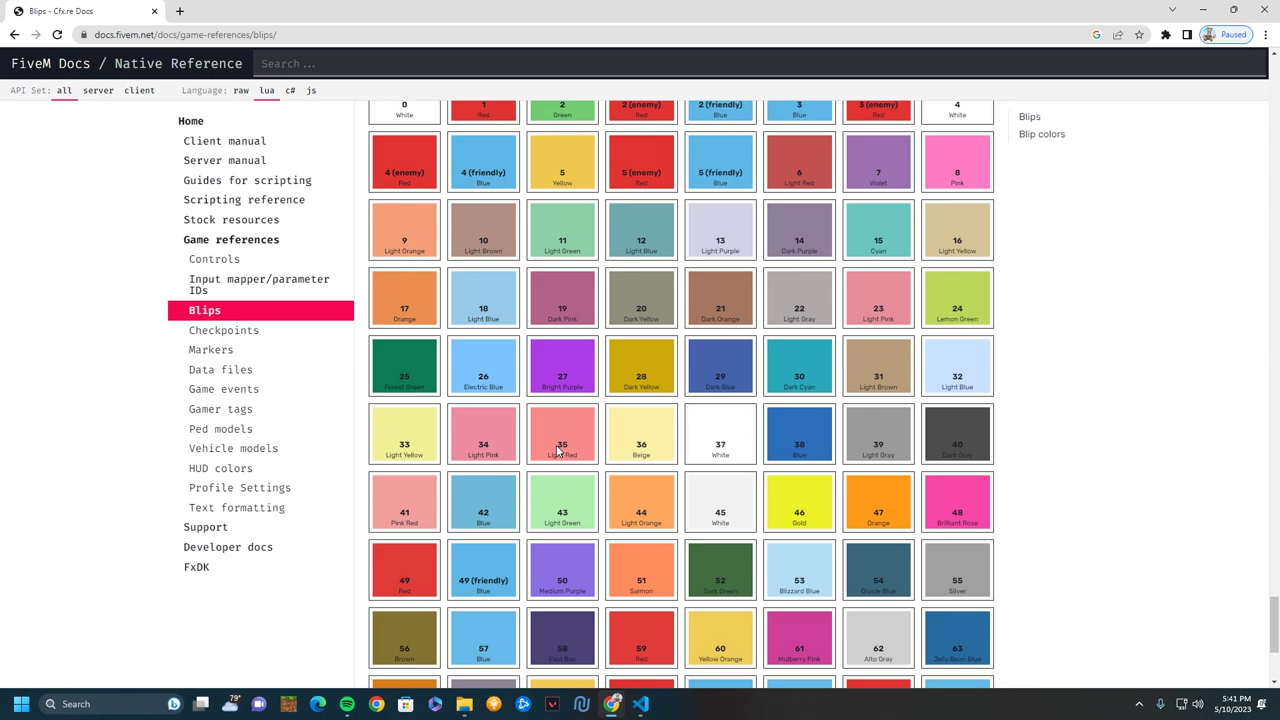 Blips - Cfx.re Docs
docs.fivem.net/docs/game-references/blips/
Paused
FiveM Docs / Native Reference
Search ...
API Set: all server client Language: raw lua c# js
Home
Client manual
Server manual
Guides for scripting
Scripting reference
Stock resources
Game references
Controls
Input mapper/parameter
IDs
Blips
Checkpoints
Markers
Data files
Game events
Gamer tags
Ped models
Vehicle models
HUD colors
Profile Settings
Text formatting
Support
Developer docs
FxDK
0 1 2 2 (enemy) 2 (friendly) 3 3 (enemy) 4
White Red Green Red Blue Blue Red White
4 (enemy) 4 (friendly) 5 5 (enemy) 5 (friendly) 6 7 8
Red Blue Yellow Red Blue Light Red Violet Pink
9 10 11 12 13 14 15 16
Light Orange Light Brown Light Green Light Blue Light Purple Dark Purple Cyan Light Yellow
17 18 19 20 21 22 23 24
Orange Light Blue Dark Pink Dark Yellow Dark Orange Light Gray Light Pink Lemon Green
25 26 27 28 29 30 31 32
Forest Green Electric Blue Bright Purple Dark Yellow Dark Blue Dark Cyan Light Brown Light Blue
33 34 35 36 37 38 39 40
Light Yellow Light Pink Light Red Beige White Blue Light Gray Dark Gray
41 42 43 44 45 46 47 48
Pink Red Blue Light Green Light Orange White Gold Orange Brilliant Rose
49 49 (friendly) 50 51 52 53 54 55
Red Blue Medium Purple Salmon Dark Green Blizzard Blue Oracle Blue Silver
56 57 58 59 60 61 62 63
Brown Blue East Bay Red Yellow Orange Mulberry Pink Alto Gray Jelly Bean Blue
Blips
Blip colors
Search
79°
5:41 PM
5/10/2023